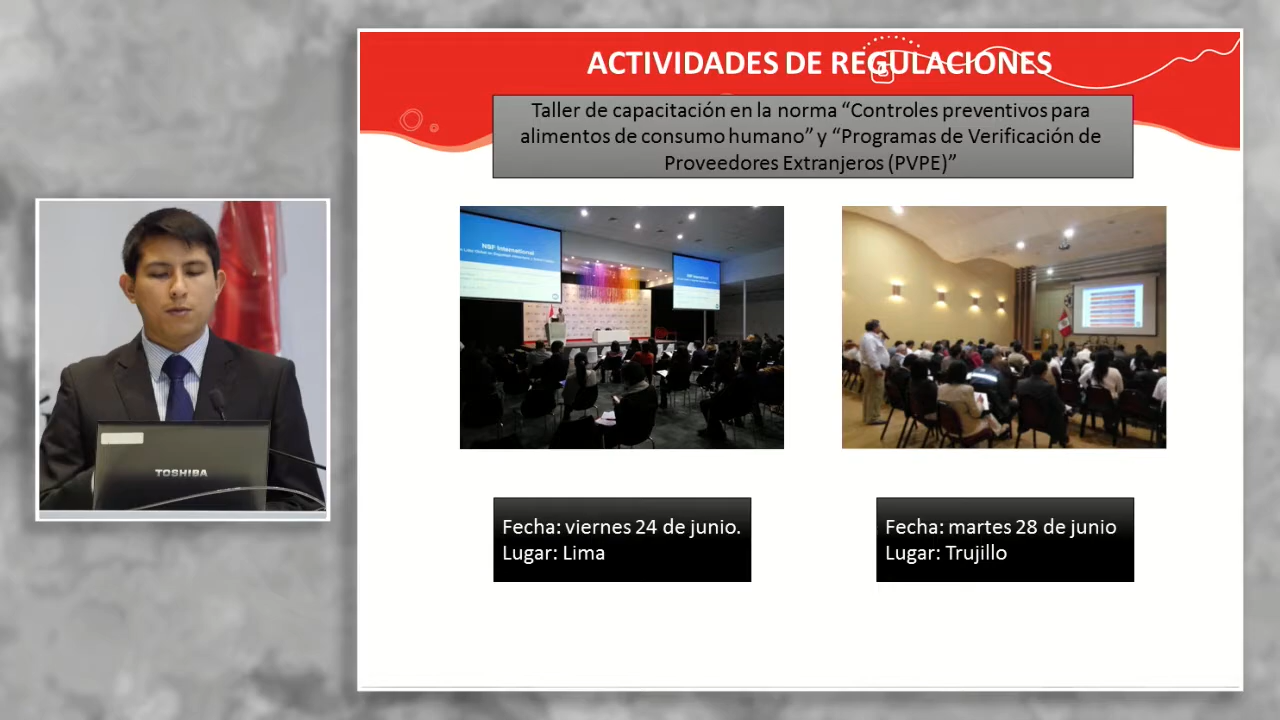 ACTIVIDADES DE REGULACIONES
Taller de capacitación en la norma “Controles preventivos para
alimentos de consumo humano” y “Programas de Verificación de
Proveedores Extranjeros (PVPE)”
NSF International
TOSHIBA
Fecha: viernes 24 de junio.
Lugar: Lima
Fecha: martes 28 de junio
Lugar: Trujillo